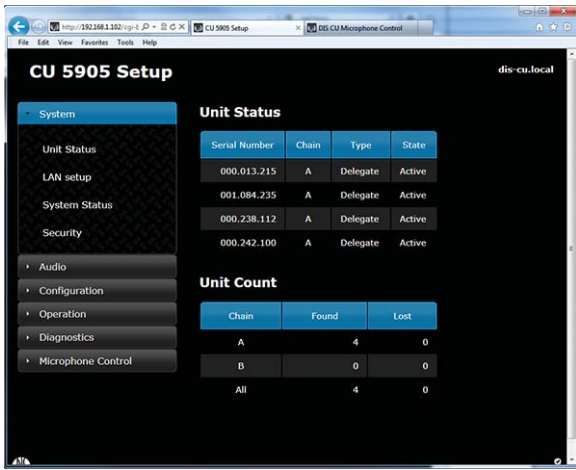 http://192.168.1.102/cgi-t
CU 5905 Setup
DIS CU Microphone Control
File Edit View Favorites Tools Help
CU 5905 Setup
dis-cu.local
System
Unit Status
LAN setup
System Status
Security
Audio
Configuration
Operation
Diagnostics
Microphone Control
Unit Status
Serial Number Chain Type State
000.013.215 A Delegate Active
001.084.235 A Delegate Active
000.238.112 A Delegate Active
000.242.100 A Delegate Active
Unit Count
Chain Found Lost
A 4 0
B 0 0
All 4 0